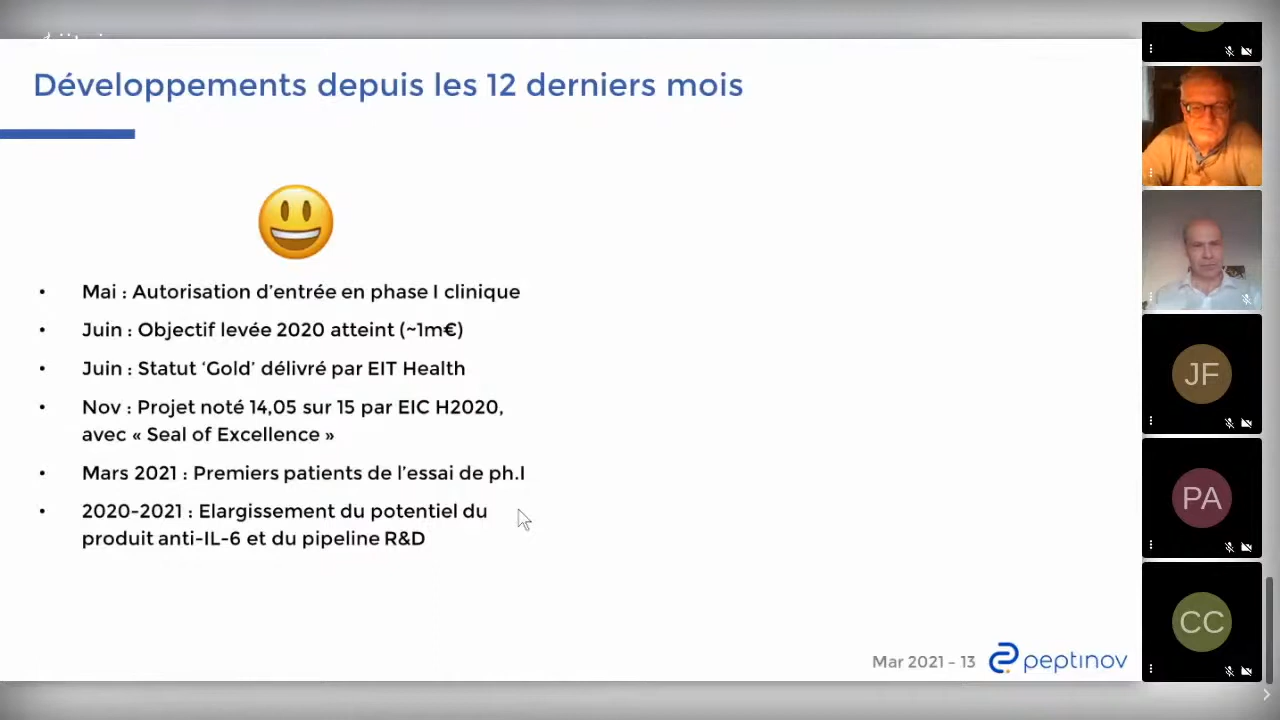 Développements depuis les 12 derniers mois
• Mai : Autorisation d'entrée en phase I clinique
• Juin : Objectif levée 2020 atteint (~1m€)
• Juin : Statut ‘Gold’ délivré par EIT Health
• Nov : Projet noté 14,05 sur 15 par EIC H2020,
avec « Seal of Excellence »
• Mars 2021 : Premiers patients de l'essai de ph.I
• 2020-2021 : Elargissement du potentiel du
produit anti-IL-6 et du pipeline R&D
Mar 2021 - 13
peptinov
JF
PA
CC